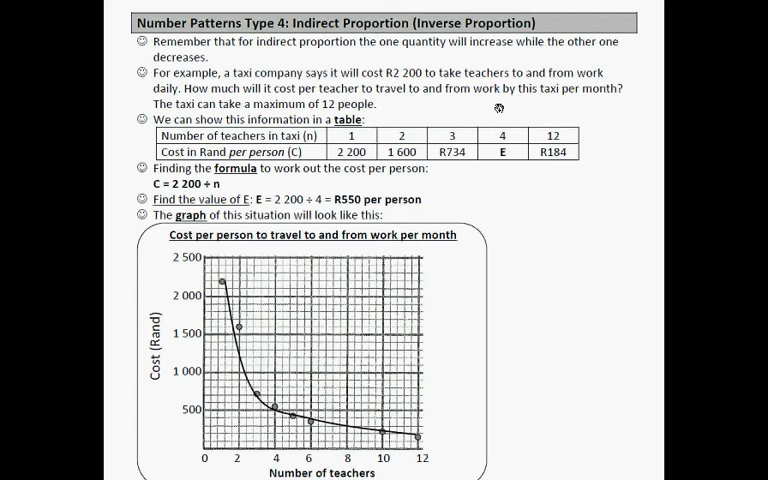 Number Patterns Type 4: Indirect Proportion (Inverse Proportion)
Remember that for indirect proportion the one quantity will increase while the other one
decreases.
For example, a taxi company says it will cost R2 200 to take teachers to and from work
daily. How much will it cost per teacher to travel to and from work by this taxi per month?
The taxi can take a maximum of 12 people.
We can show this information in a table:
Number of teachers in taxi (n) 1 2 3 4 12
Cost in Rand per person (C) 2 200 1 600 R734 E R184
Finding the formula to work out the cost per person:
C = 2 200 ÷ n
Find the value of E: E = 2 200 ÷ 4 = R550 per person
The graph of this situation will look like this:
Cost per person to travel to and from work per month
2 500
2 000
1 500
1 000
500
Cost (Rand)
0 2 4 6 8 10 12
Number of teachers